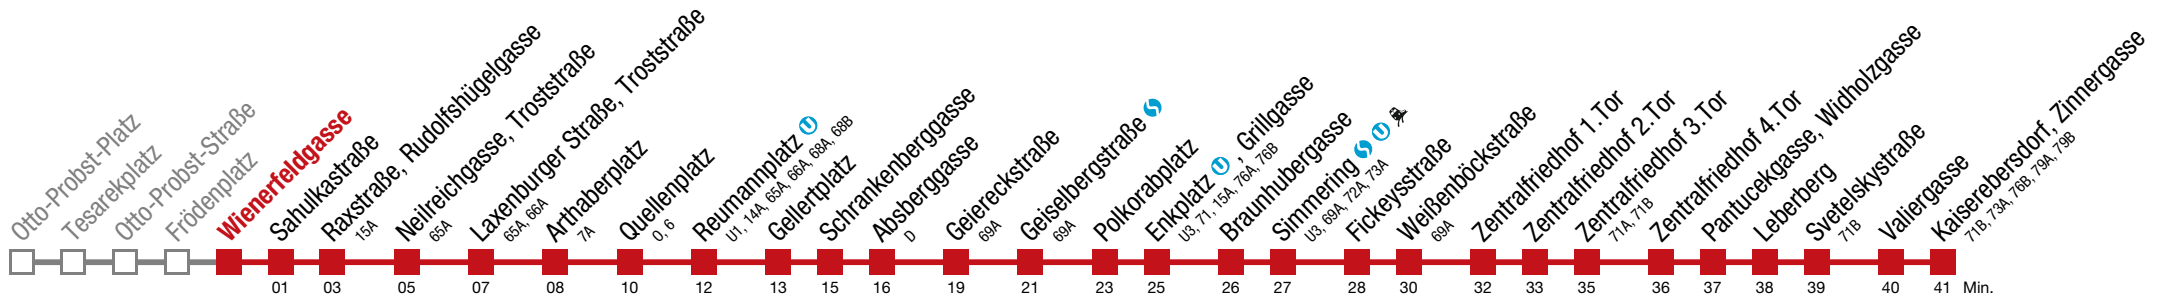 Otto-Probst-Platz
Tesarekplatz
Otto-Probst-Straße
Frödenplatz
Wienerfeldgasse
Sahulkastraße
Raxstraße, Rudolfshügelgasse
15A
Neilreichgasse, Troststraße
65A
Laxenburger Straße, Troststraße
65A, 66A
Arthaberplatz
7A
Quellenplatz
O, 6
Reumannplatz U
U1, 14A, 65A, 66A, 68A, 68B
Gellertplatz
Schrankenberggasse
Absberggasse
D
Geiereckstraße
69A
Geiselbergstraße S
69A
Polkorabplatz
Enkplatz U, Grillgasse
U3, 71, 15A, 76A, 76B
Braunhubergasse
Simmering S U
U3, 69A, 72A, 73A
Fickeysstraße
Weißenböckstraße
69A
Zentralfriedhof 1.Tor
Zentralfriedhof 2.Tor
Zentralfriedhof 3.Tor
71A, 71B
Zentralfriedhof 4.Tor
Pantucekgasse, Widholzgasse
Leberberg
Svetelskystraße
71B
Valiergasse
Kaiserebersdorf, Zinnergasse
71B, 73A, 76B, 79A, 79B
01 03 05 07 08 10 12 13 15 16 19 21 23 25 26 27 28 30 32 33 35 36 37 38 39 40 41 Min.